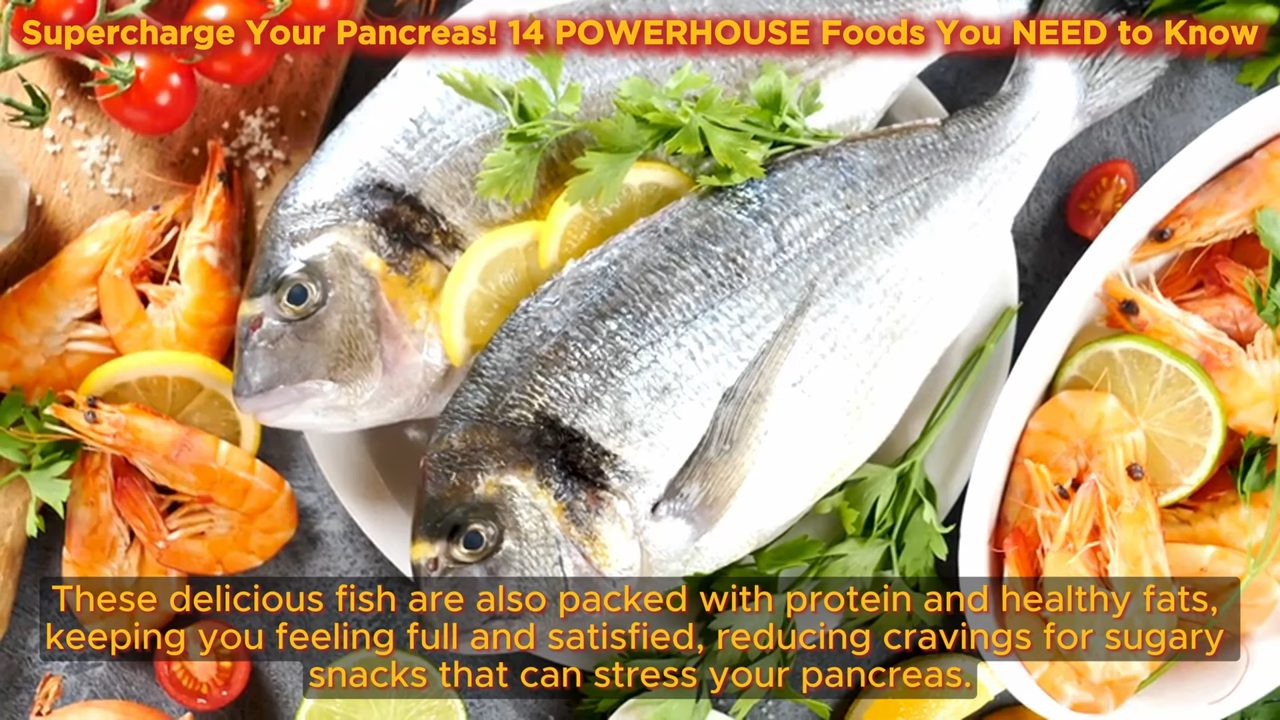 Supercharge Your Pancreas! 14 POWERHOUSE Foods You NEED to Know
These delicious fish are also packed with protein and healthy fats,
keeping you feeling full and satisfied, reducing cravings for sugary
snacks that can stress your pancreas.